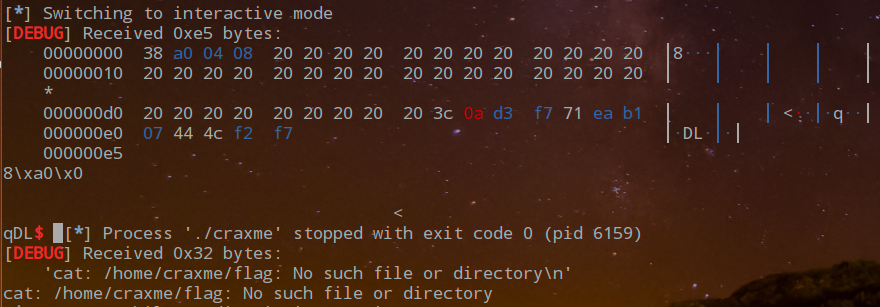 [*] Switching to interactive mode
[DEBUG] Received 0xe5 bytes:
00000000 38 a0 04 08 20 20 20 20 20 20 20 20 20 20 20 20 │8···│    │    │    │
00000010 20 20 20 20 20 20 20 20 20 20 20 20 20 20 20 20 │    │    │    │    │
*
000000d0 20 20 20 20 20 20 20 20 20 3c 0a d3 f7 71 ea b1 │    │    │ <··│·q··│
000000e0 07 44 4c f2 f7 │·DL·│·│
000000e5
8\xa0\x0
<
qDL$ [*] Process './craxme' stopped with exit code 0 (pid 6159)
[DEBUG] Received 0x32 bytes:
'cat: /home/craxme/flag: No such file or directory\n'
cat: /home/craxme/flag: No such file or directory